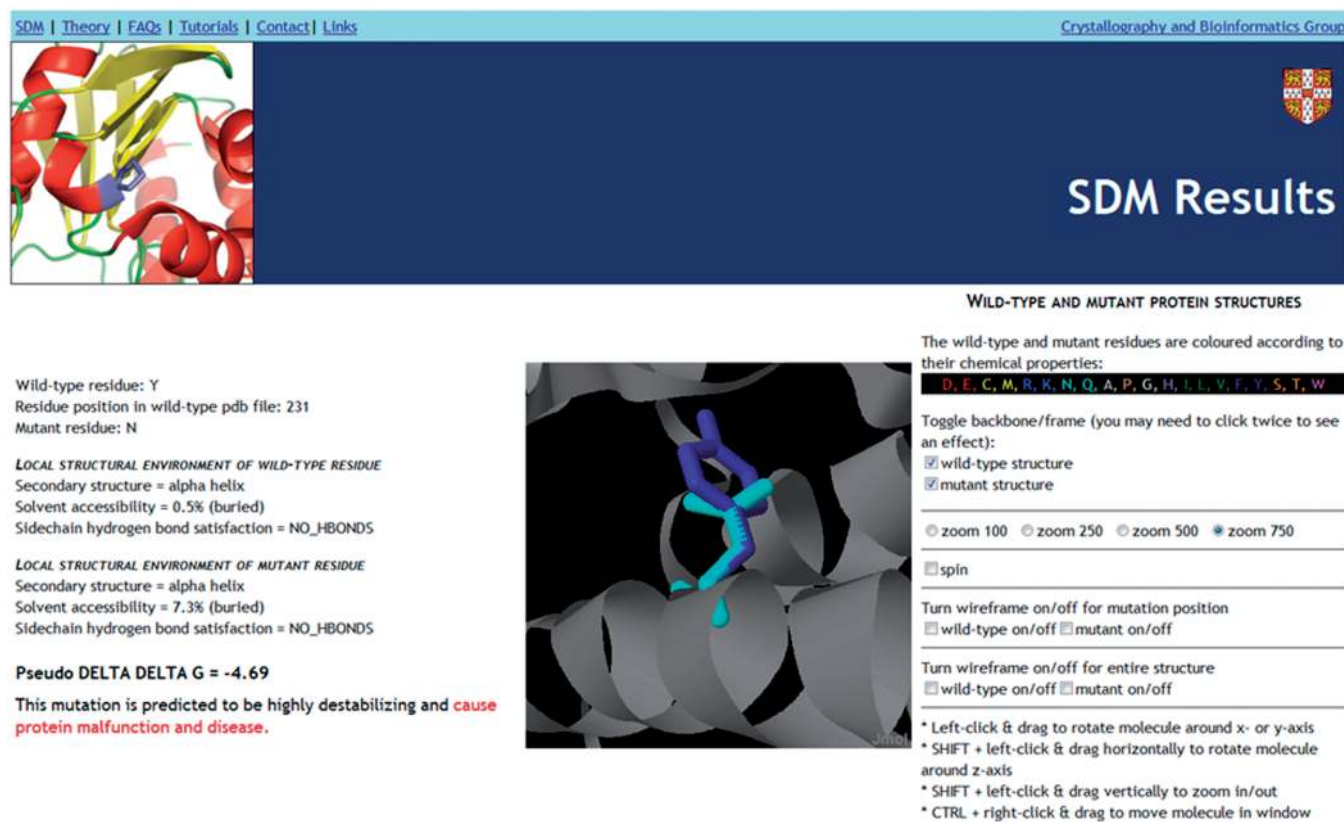 SDM | Theory | FAQs | Tutorials | Contact| Links
Crystallography and Bioinformatics Group
SDM Results
Wild-type residue: Y
Residue position in wild-type pdb file: 231
Mutant residue: N
LOCAL STRUCTURAL ENVIRONMENT OF WILD-TYPE RESIDUE
Secondary structure = alpha helix
Solvent accessibility = 0.5% (buried)
Sidechain hydrogen bond satisfaction = NO_HBONDS
LOCAL STRUCTURAL ENVIRONMENT OF MUTANT RESIDUE
Secondary structure = alpha helix
Solvent accessibility = 7.3% (buried)
Sidechain hydrogen bond satisfaction = NO_HBONDS
Pseudo DELTA DELTA G = -4.69
This mutation is predicted to be highly destabilizing and cause
protein malfunction and disease.
Jmol
WILD-TYPE AND MUTANT PROTEIN STRUCTURES
The wild-type and mutant residues are coloured according to
their chemical properties:
D, E, C, M, R, K, N, Q, A, P, G, H, I, L, V, F, Y, S, T, W
Toggle backbone/frame (you may need to click twice to see
an effect):
wild-type structure
mutant structure
zoom 100 zoom 250 zoom 500 zoom 750
spin
Turn wireframe on/off for mutation position
wild-type on/off mutant on/off
Turn wireframe on/off for entire structure
wild-type on/off mutant on/off
* Left-click & drag to rotate molecule around x- or y-axis
* SHIFT + left-click & drag horizontally to rotate molecule
around z-axis
* SHIFT + left-click & drag vertically to zoom in/out
* CTRL + right-click & drag to move molecule in window